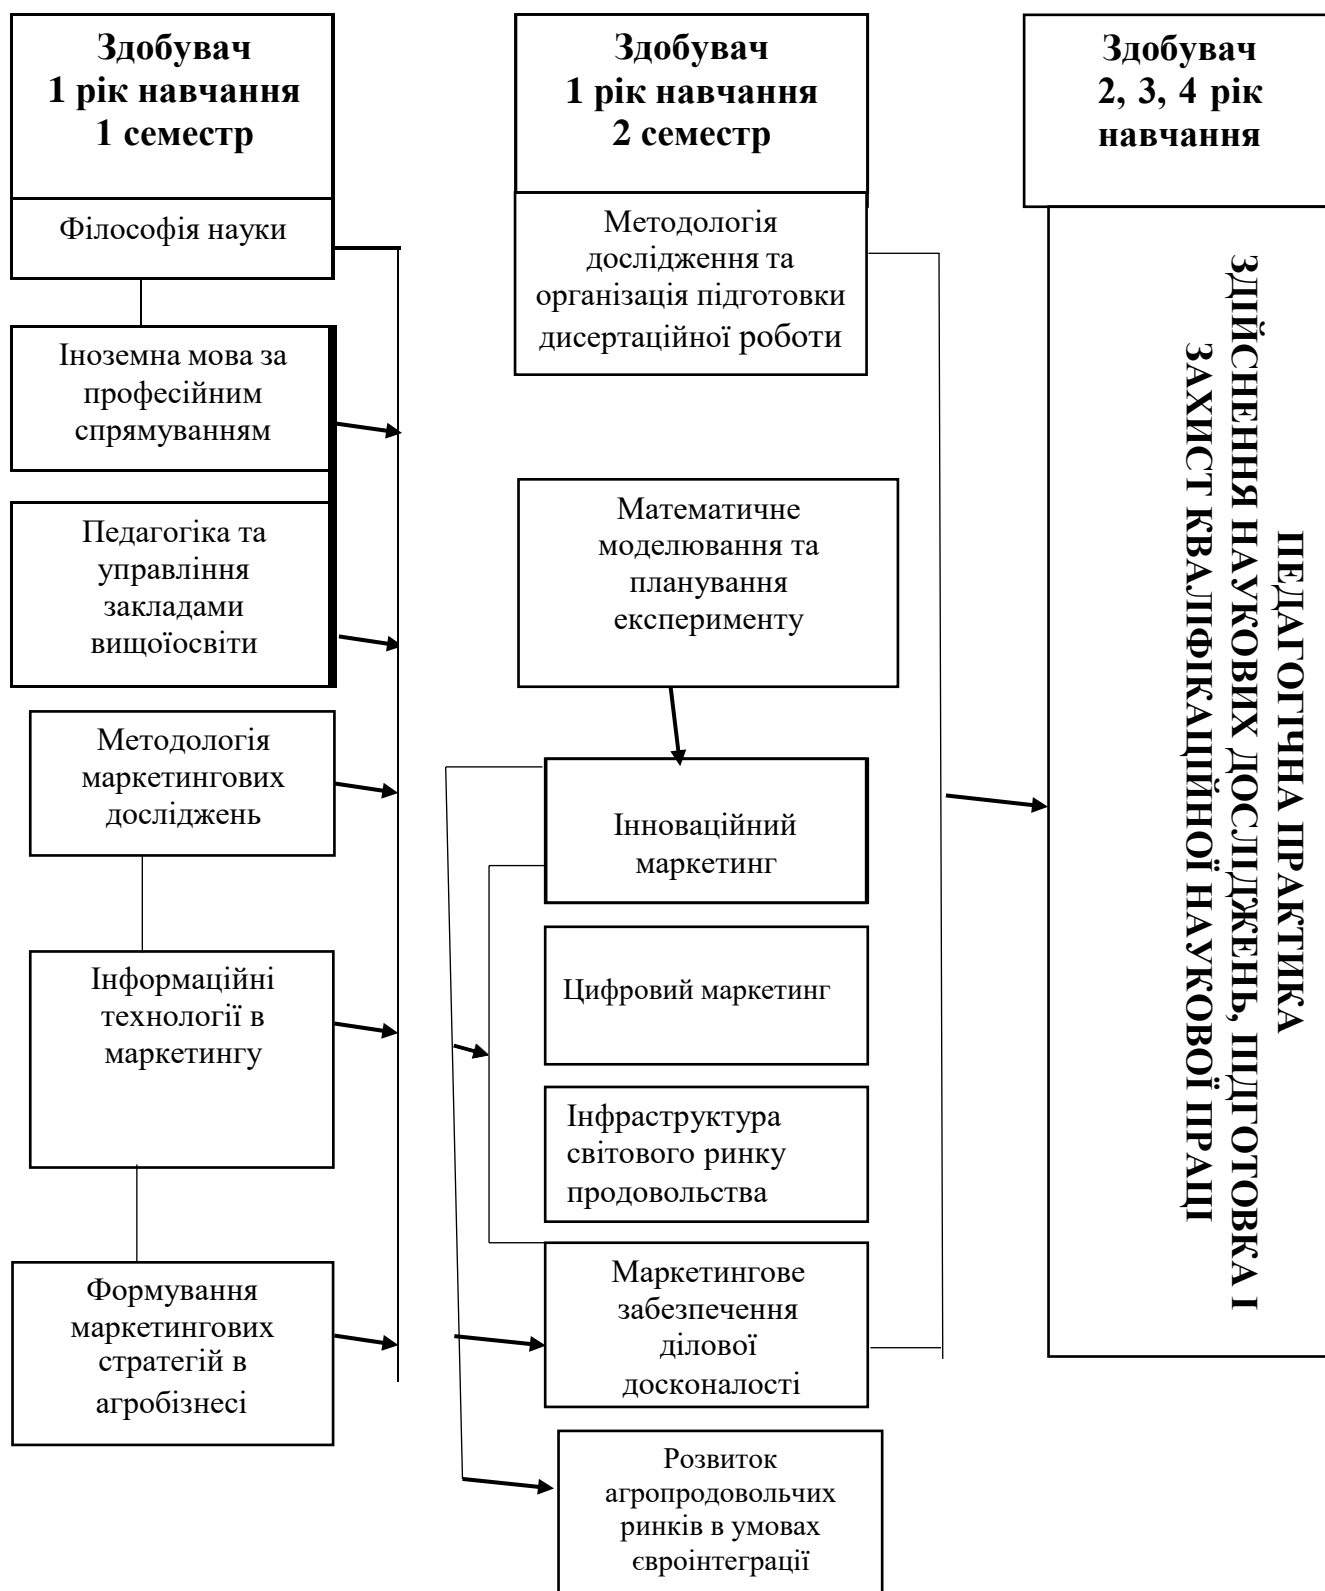 Здобувач
1 рік навчання
1 семестр
Філософія науки
Іноземна мова за
професійним
спрямуванням
Педагогіка та
управління
закладами
вищоїосвіти
Методологія
маркетингових
досліджень
Інформаційні
технології в
маркетингу
Формування
маркетингових
стратегій в
агробізнесі
Здобувач
1 рік навчання
2 семестр
Методологія
дослідження та
організація підготовки
дисертаційної роботи
Математичне
моделювання та
планування
експерименту
Інноваційний
маркетинг
Цифровий маркетинг
Інфраструктура
світового ринку
продовольства
Маркетингове
забезпечення
ділової
досконалості
Розвиток
агропродовольчих
ринків в умовах
євроінтеграції
Здобувач
2, 3, 4 рік
навчання
ПЕДАГОГІЧНА ПРАКТИКА
ЗДІЙСНЕННЯ НАУКОВИХ ДОСЛІДЖЕНЬ, ПІДГОТОВКА І
ЗАХИСТ КВАЛІФІКАЦІЙНОЇ НАУКОВОЇ ПРАЦІ